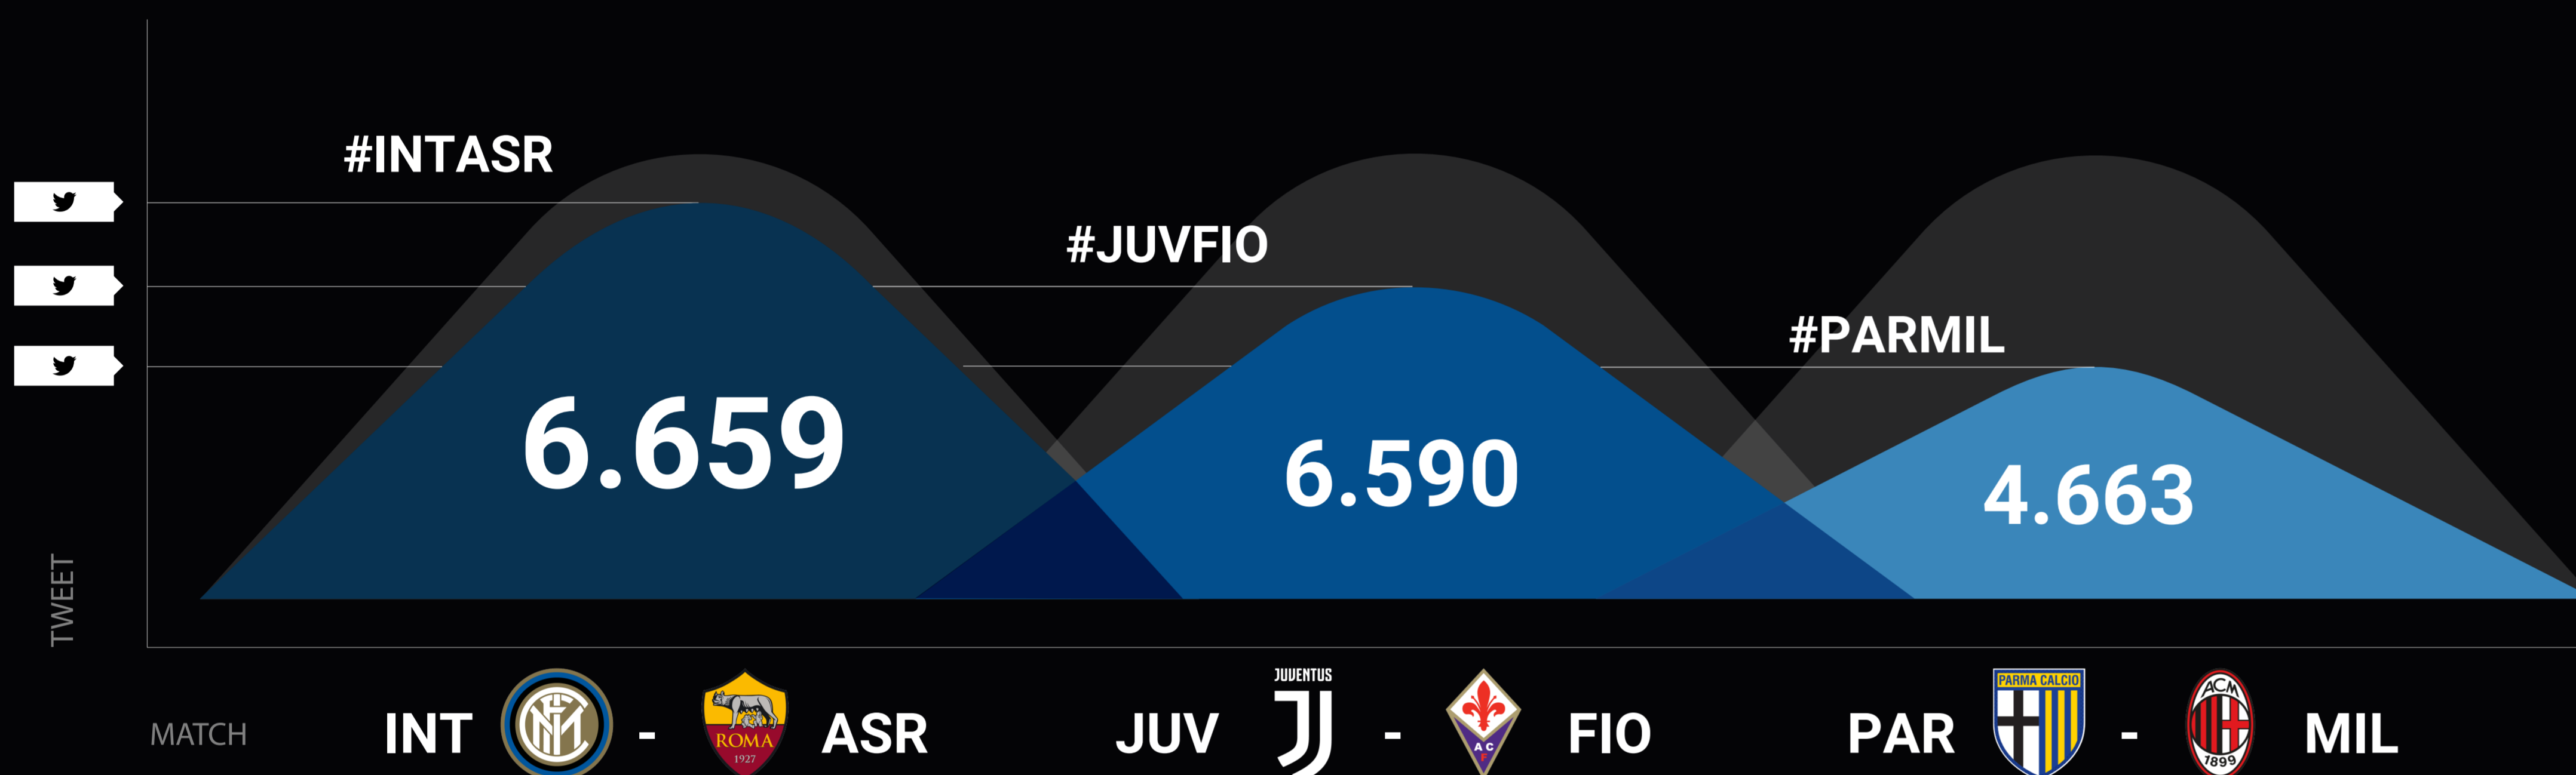 #INTASR
#JUVFIO
#PARMIL
6.659
6.590
4.663
TWEET
MATCH
INT - ROMA 1927 ASR
JUVENTUS
JUV - AC F FIO
PAR PARMA CALCIO - ACM 1899 MIL